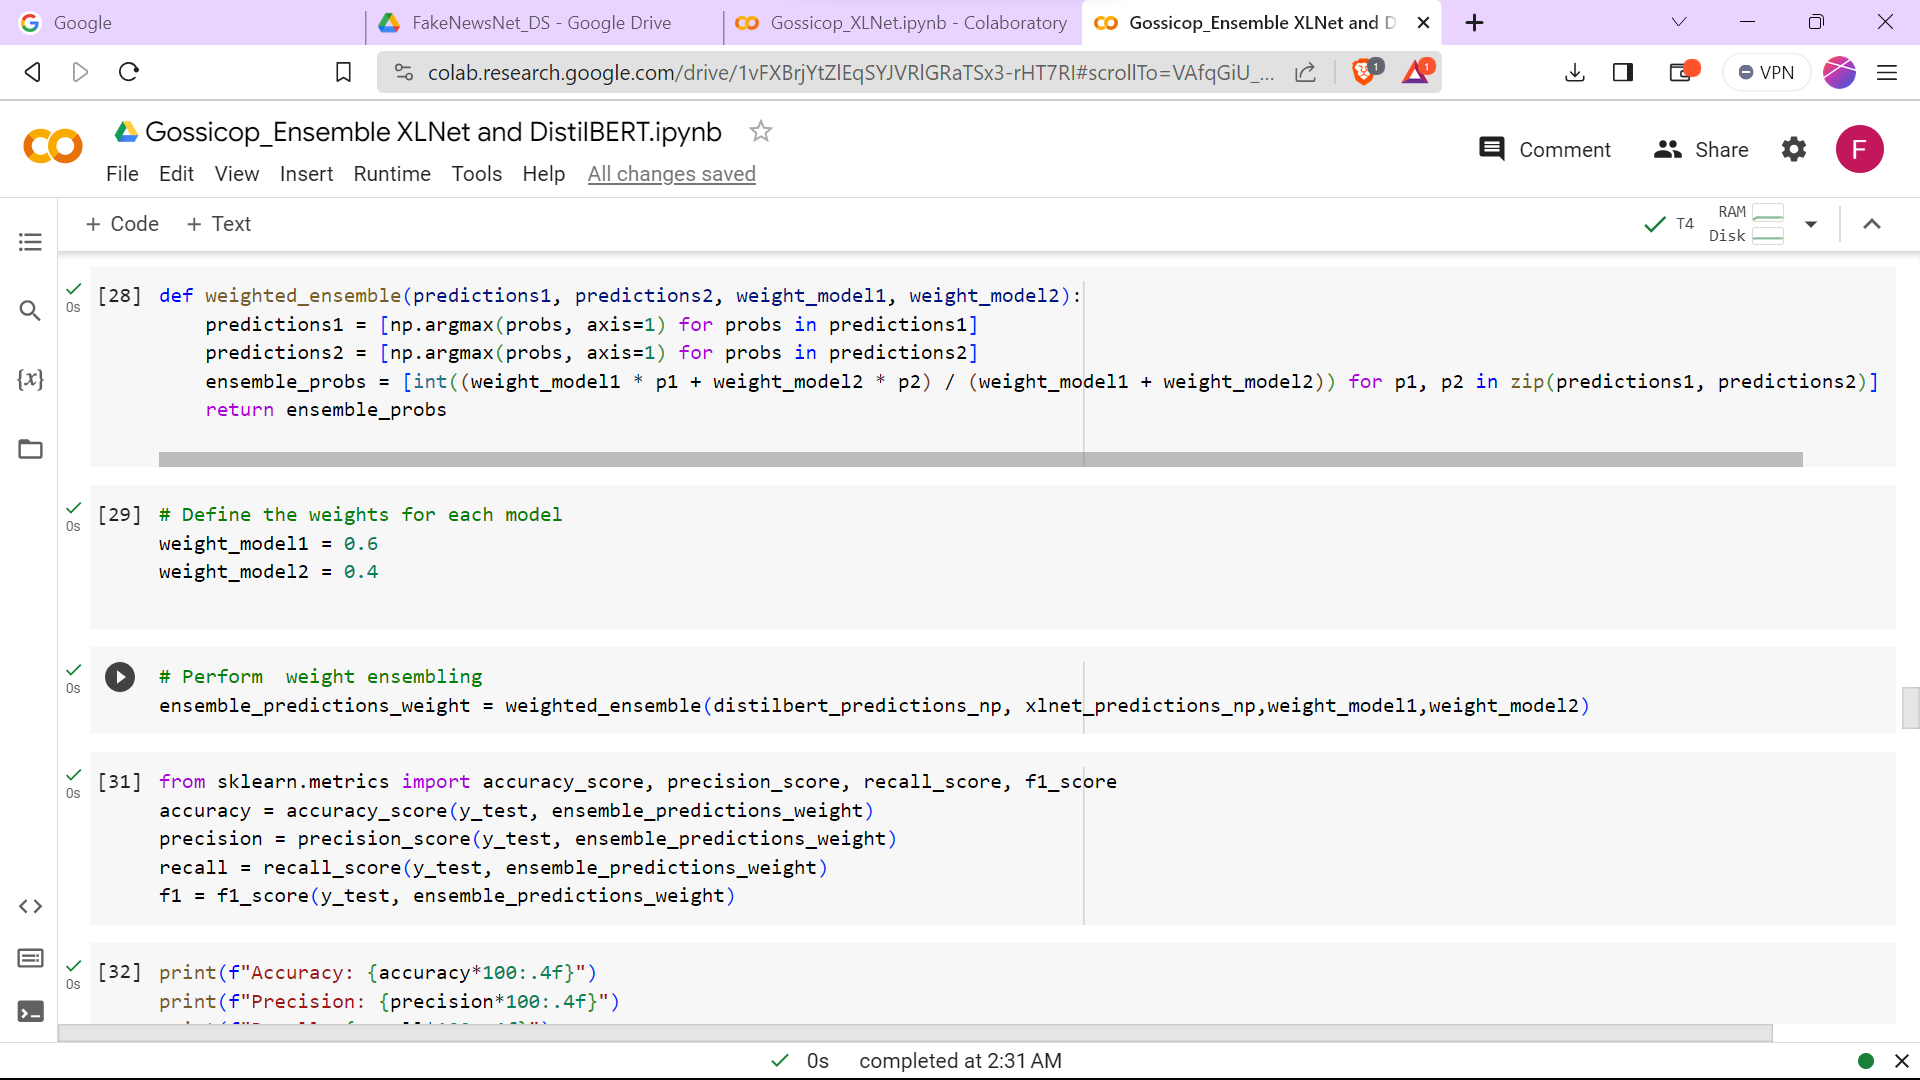 Google
FakeNewsNet_DS - Google Drive
Gossicop_XLNet.ipynb - Colaboratory
Gossicop_Ensemble XLNet and D
colab.research.google.com/drive/1vFXBrjYtZlEqSYJVRlGRaTSx3-rHT7RI#scrollTo=VAfqGiU_...
1
1
VPN
Gossicop_Ensemble XLNet and DistilBERT.ipynb
Comment
Share
F
File Edit View Insert Runtime Tools Help All changes saved
+ Code + Text
T4
RAM
Disk
0s
[28] def weighted_ensemble(predictions1, predictions2, weight_model1, weight_model2):
predictions1 = [np.argmax(probs, axis=1) for probs in predictions1]
predictions2 = [np.argmax(probs, axis=1) for probs in predictions2]
ensemble_probs = [int((weight_model1 * p1 + weight_model2 * p2) / (weight_model1 + weight_model2)) for p1, p2 in zip(predictions1, predictions2)]
return ensemble_probs
0s
[29] # Define the weights for each model
weight_model1 = 0.6
weight_model2 = 0.4
0s
# Perform  weight ensembling
ensemble_predictions_weight = weighted_ensemble(distilbert_predictions_np, xlnet_predictions_np,weight_model1,weight_model2)
0s
[31] from sklearn.metrics import accuracy_score, precision_score, recall_score, f1_score
accuracy = accuracy_score(y_test, ensemble_predictions_weight)
precision = precision_score(y_test, ensemble_predictions_weight)
recall = recall_score(y_test, ensemble_predictions_weight)
f1 = f1_score(y_test, ensemble_predictions_weight)
0s
[32] print(f"Accuracy: {accuracy*100:.4f}")
print(f"Precision: {precision*100:.4f}")
0s completed at 2:31 AM